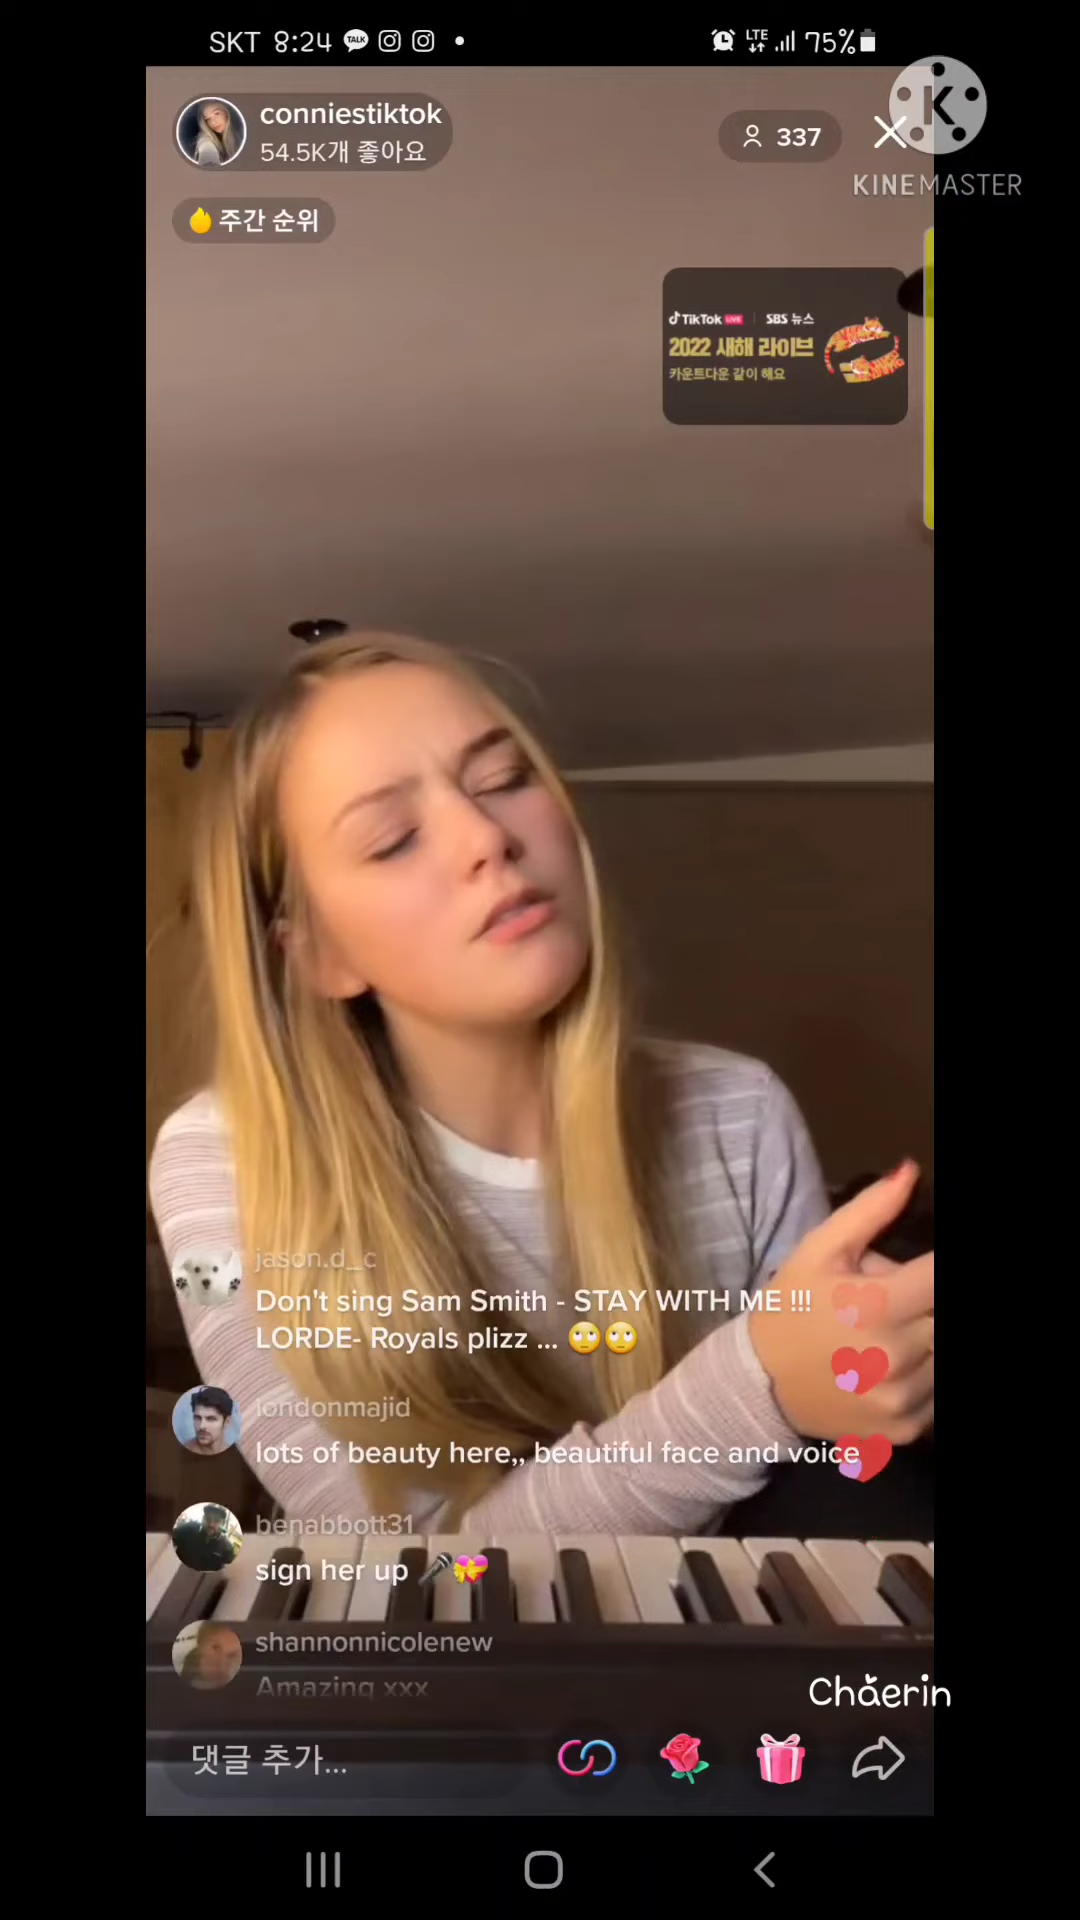 SKT 8:24 TALK
LTE 75%
conniestiktok
54.5K개 좋아요
337
K
KINEMASTER
주간 순위
TikTok LIVE | SBS 뉴스
2022 새해 라이브
카운트다운 같이 해요
jason.d_c
Don't sing Sam Smith - STAY WITH ME !!!
LORDE- Royals plizz ... 🙄🙄
londonmajid
lots of beauty here,, beautiful face and voice
benabbott31
sign her up 🎤💝
shannonnicolenew
Amazing xxx
Chaerin
댓글 추가...